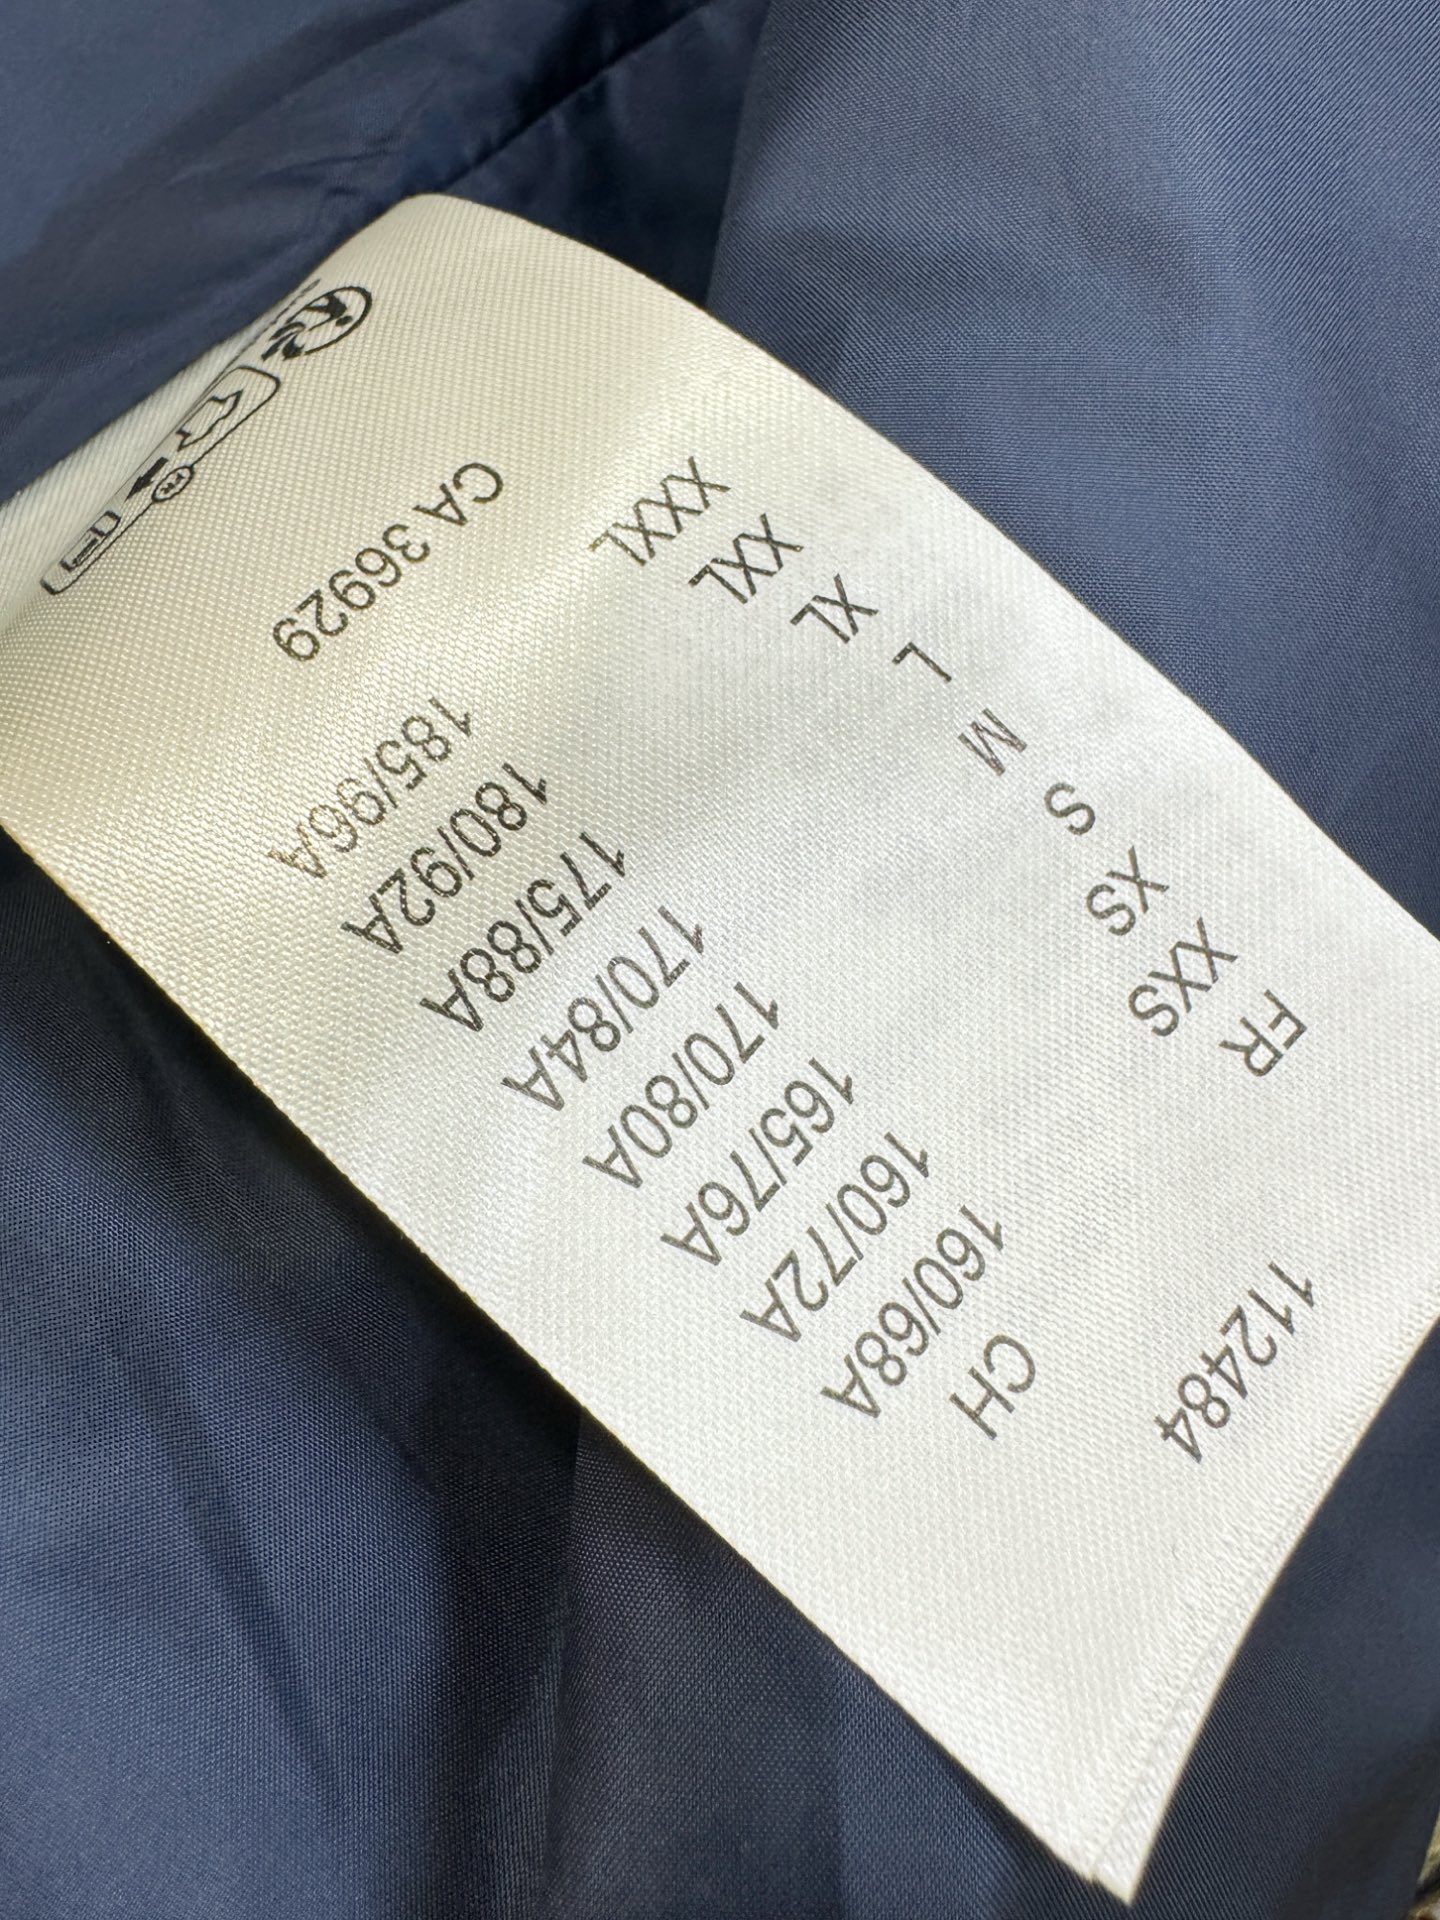 112484
FR CH
XXS 160/68A
XS 160/72A
S 165/76A
M 170/80A
L 170/84A
XL 175/88A
XXL 180/92A
XXXL 185/96A
CA 36929
FR